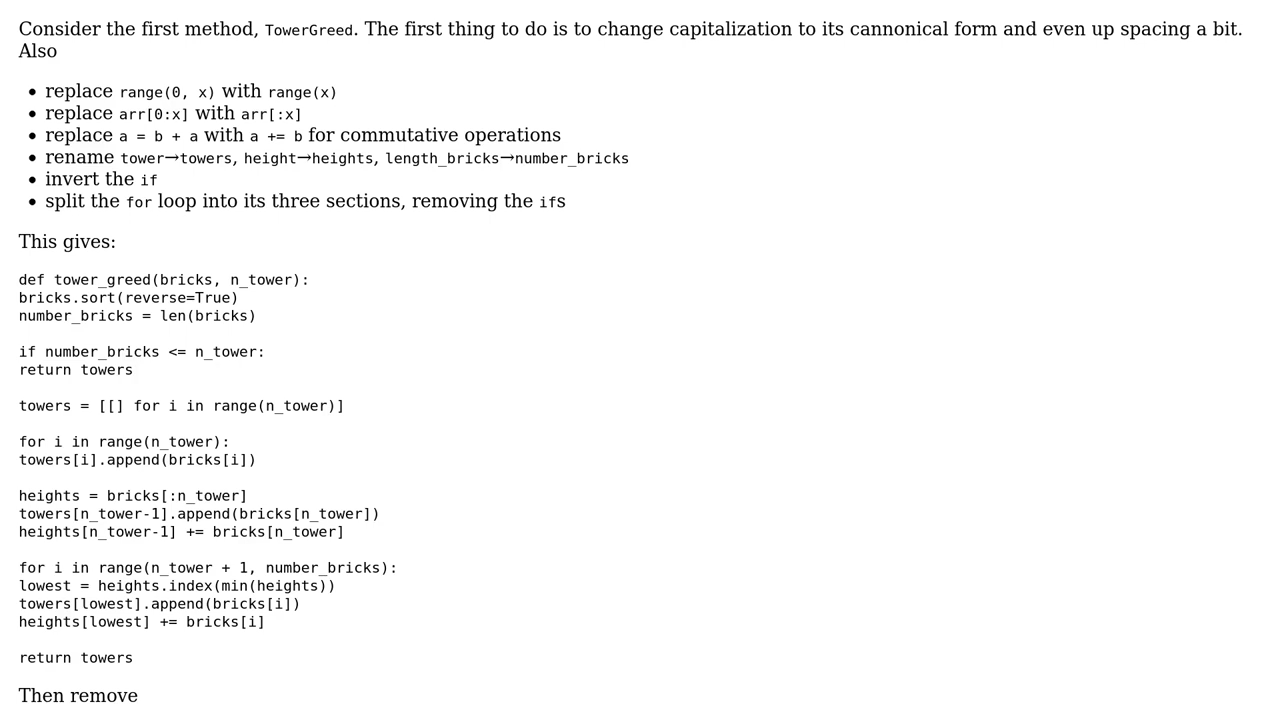 Consider the first method, TowerGreed. The first thing to do is to change capitalization to its cannonical form and even up spacing a bit.
Also
• replace range(0, x) with range(x)
• replace arr[0:x] with arr[:x]
• replace a = b + a with a += b for commutative operations
• rename tower→towers, height→heights, length_bricks→number_bricks
• invert the if
• split the for loop into its three sections, removing the ifs
This gives:
def tower_greed(bricks, n_tower):
bricks.sort(reverse=True)
number_bricks = len(bricks)
if number_bricks <= n_tower:
return towers
towers = [[] for i in range(n_tower)]
for i in range(n_tower):
towers[i].append(bricks[i])
heights = bricks[:n_tower]
towers[n_tower-1].append(bricks[n_tower])
heights[n_tower-1] += bricks[n_tower]
for i in range(n_tower + 1, number_bricks):
lowest = heights.index(min(heights))
towers[lowest].append(bricks[i])
heights[lowest] += bricks[i]
return towers
Then remove